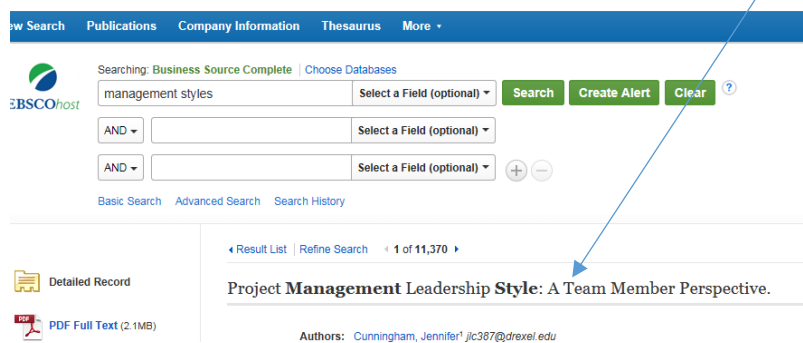 ew Search Publications Company Information Thesaurus More
Searching: Business Source Complete | Choose Databases
management styles Select a Field (optional) Search Create Alert Clear ?
EBSCOhost
AND Select a Field (optional)
AND Select a Field (optional) + −
Basic Search Advanced Search Search History
Result List | Refine Search 1 of 11,370
Detailed Record
Project Management Leadership Style: A Team Member Perspective.
PDF Full Text (2.1MB)
Authors: Cunningham, Jennifer¹ jlc387@drexel.edu